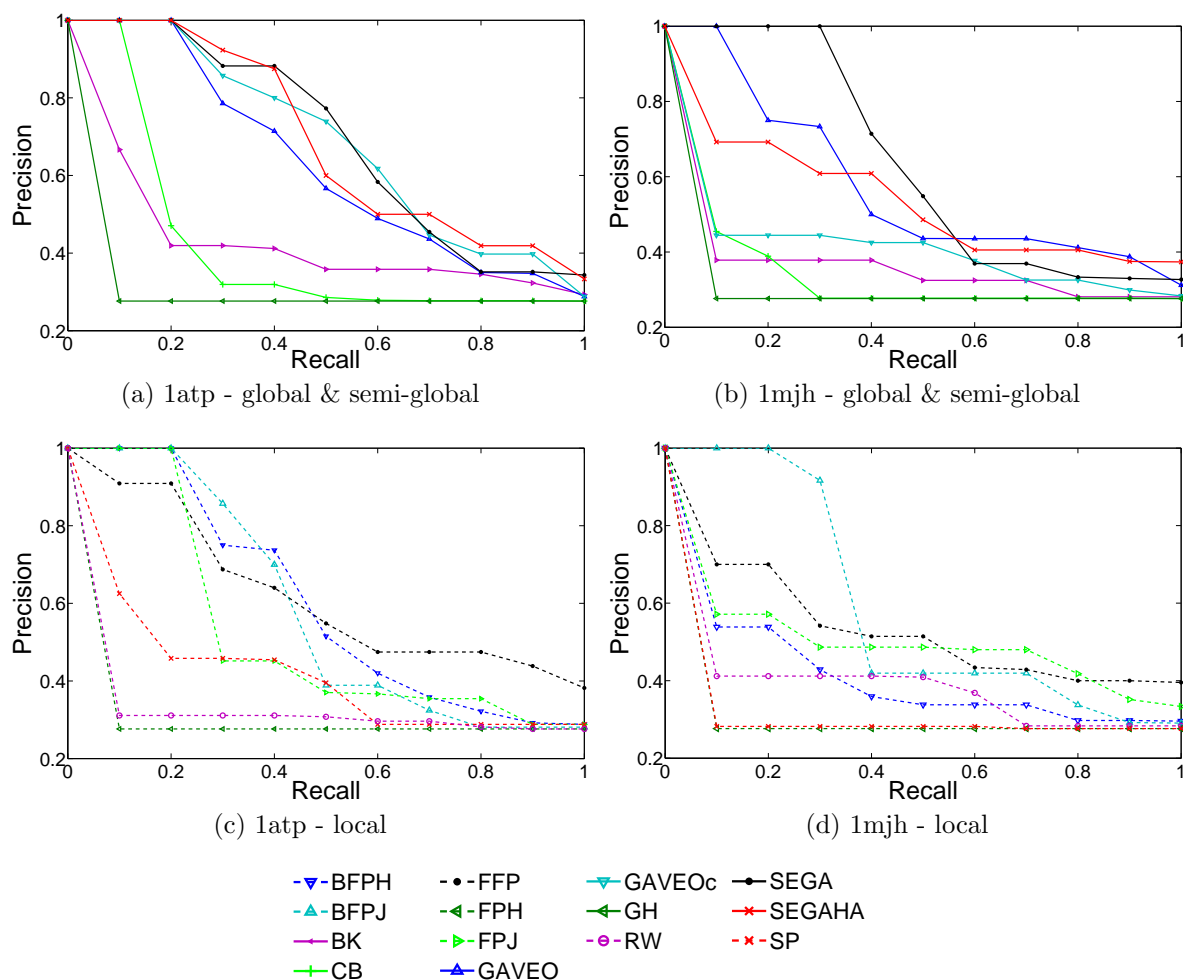 1
0.8
0.6
0.4
0.2
0 0.2 0.4 0.6 0.8 1
Precision
Recall
(a) 1atp - global & semi-global
1
0.8
0.6
0.4
0.2
0 0.2 0.4 0.6 0.8 1
Precision
Recall
(b) 1mjh - global & semi-global
1
0.8
0.6
0.4
0.2
0 0.2 0.4 0.6 0.8 1
Precision
Recall
(c) 1atp - local
1
0.8
0.6
0.4
0.2
0 0.2 0.4 0.6 0.8 1
Precision
Recall
(d) 1mjh - local
BFPH FFP GAVEOc SEGA
BFPJ FPH GH SEGAHA
BK FPJ RW SP
CB GAVEO